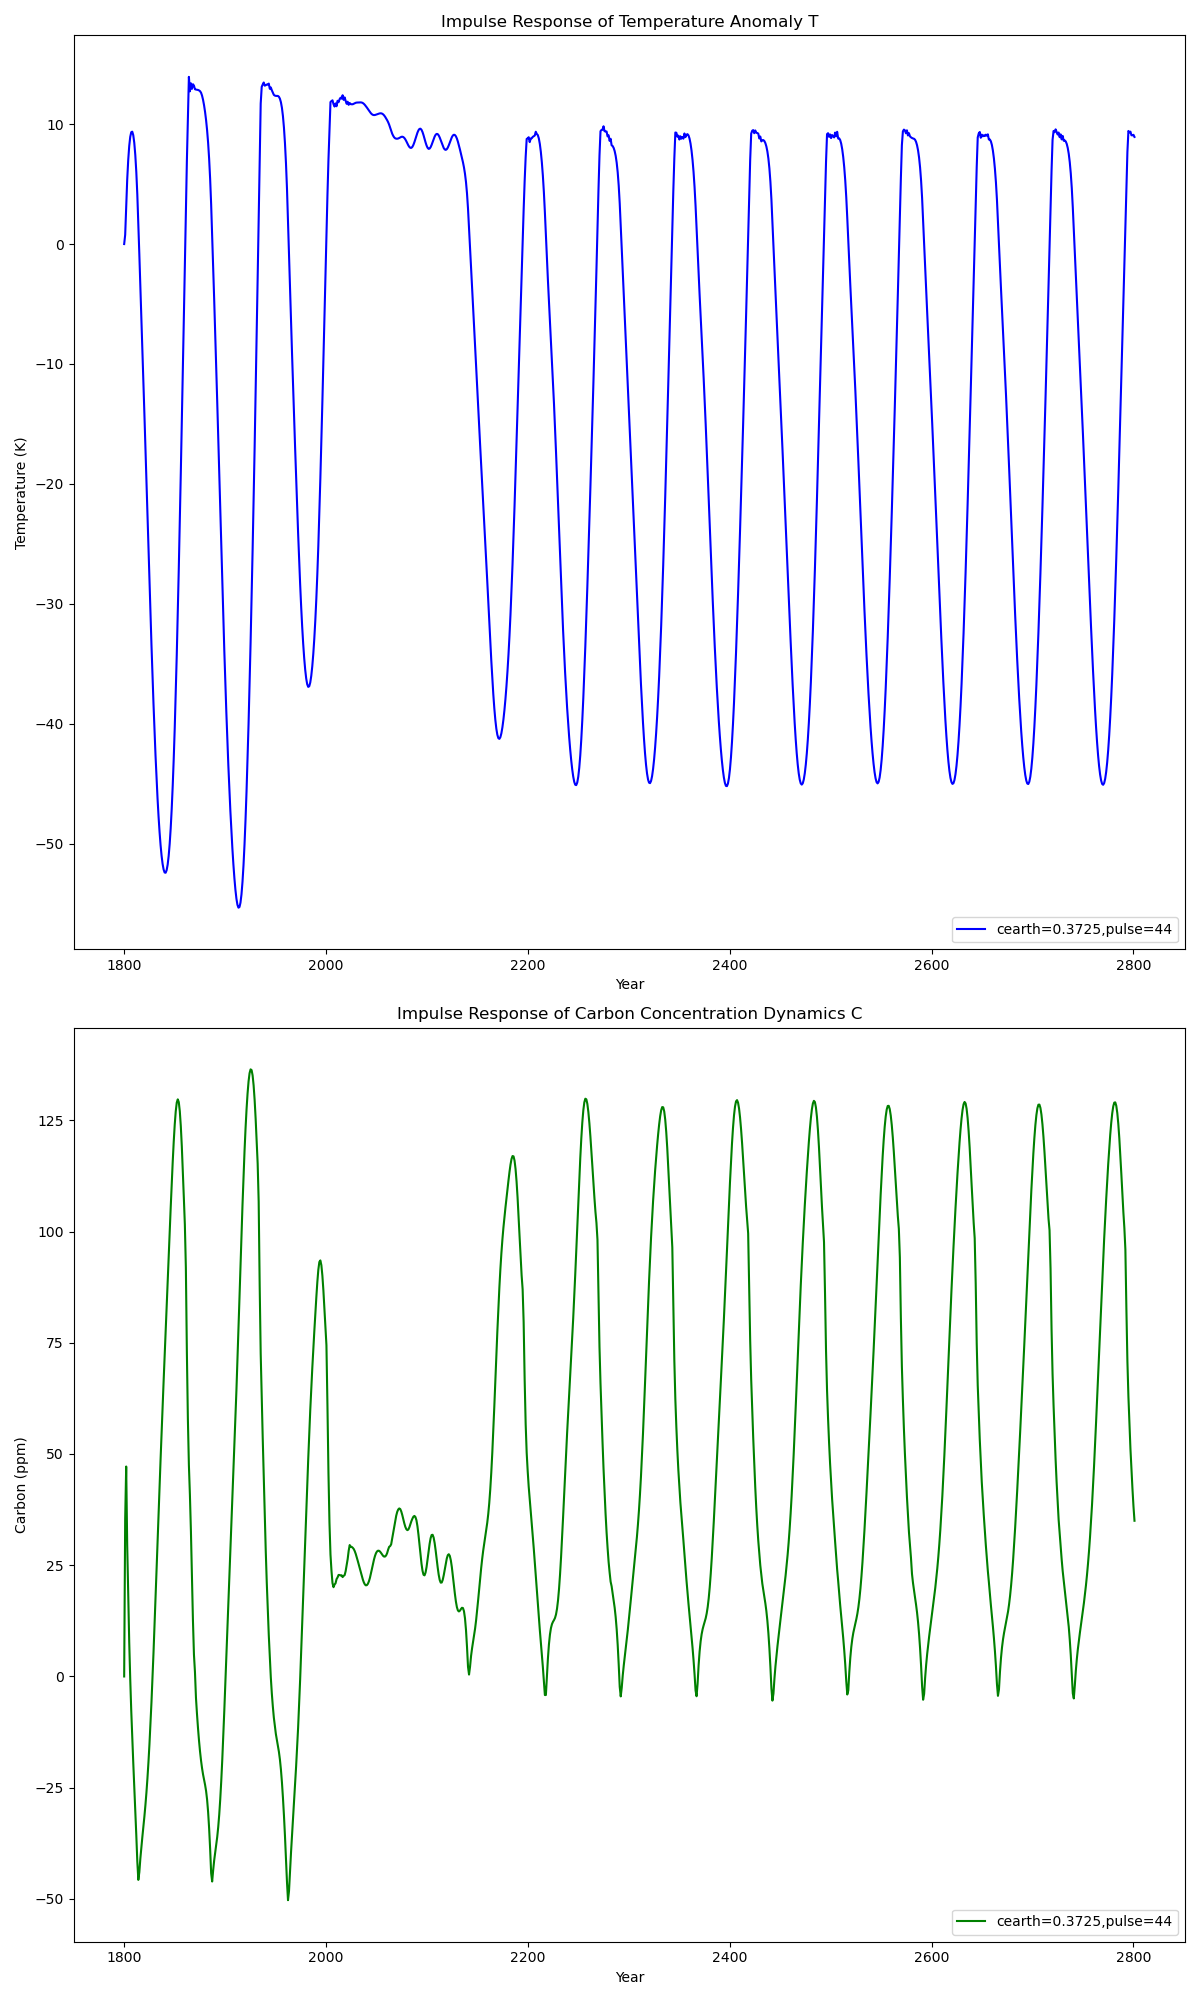 Impulse Response of Temperature Anomaly T
Temperature (K)
10
0
−10
−20
−30
−40
−50
cearth=0.3725,pulse=44
1800 2000 2200 2400 2600 2800
Year
Impulse Response of Carbon Concentration Dynamics C
Carbon (ppm)
125
100
75
50
25
0
−25
−50
cearth=0.3725,pulse=44
1800 2000 2200 2400 2600 2800
Year